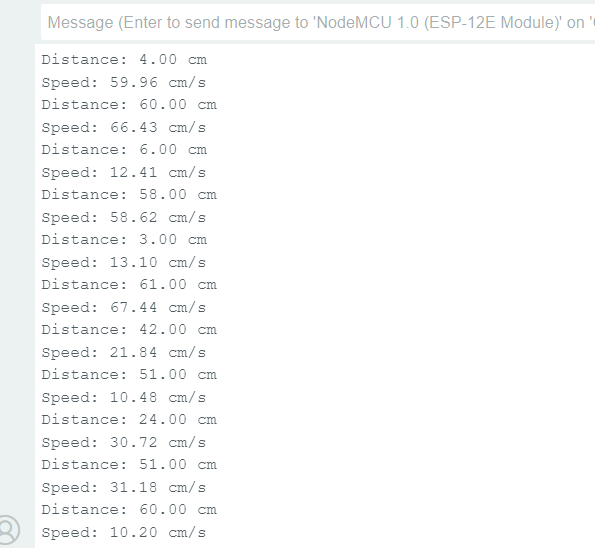 Message (Enter to send message to 'NodeMCU 1.0 (ESP-12E Module)' on '
Distance: 4.00 cm
Speed: 59.96 cm/s
Distance: 60.00 cm
Speed: 66.43 cm/s
Distance: 6.00 cm
Speed: 12.41 cm/s
Distance: 58.00 cm
Speed: 58.62 cm/s
Distance: 3.00 cm
Speed: 13.10 cm/s
Distance: 61.00 cm
Speed: 67.44 cm/s
Distance: 42.00 cm
Speed: 21.84 cm/s
Distance: 51.00 cm
Speed: 10.48 cm/s
Distance: 24.00 cm
Speed: 30.72 cm/s
Distance: 51.00 cm
Speed: 31.18 cm/s
Distance: 60.00 cm
Speed: 10.20 cm/s